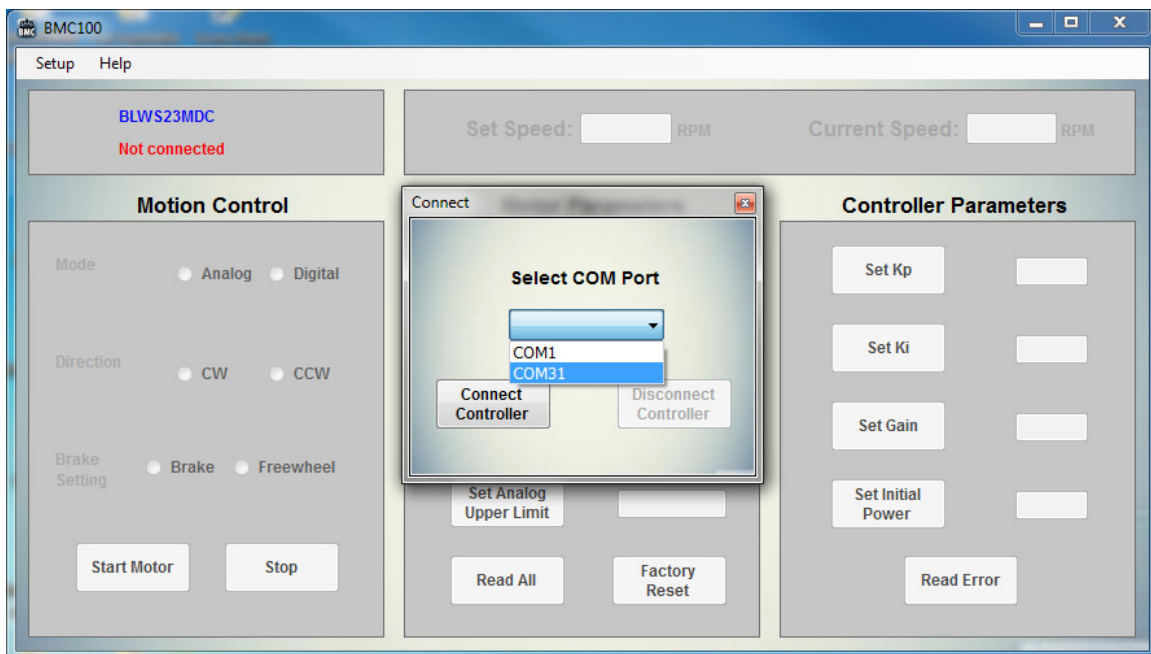 BMC100
Setup Help
BLWS23MDC
Not connected
Set Speed: RPM
Current Speed: RPM
Motion Control
Mode
Analog
Digital
Direction
CW
CCW
Brake
Setting
Brake
Freewheel
Start Motor
Stop
Motor Parameters
Connect
Select COM Port
COM1
COM31
Connect
Controller
Disconnect
Controller
Set Analog
Upper Limit
Read All
Factory
Reset
Controller Parameters
Set Kp
Set Ki
Set Gain
Set Initial
Power
Read Error